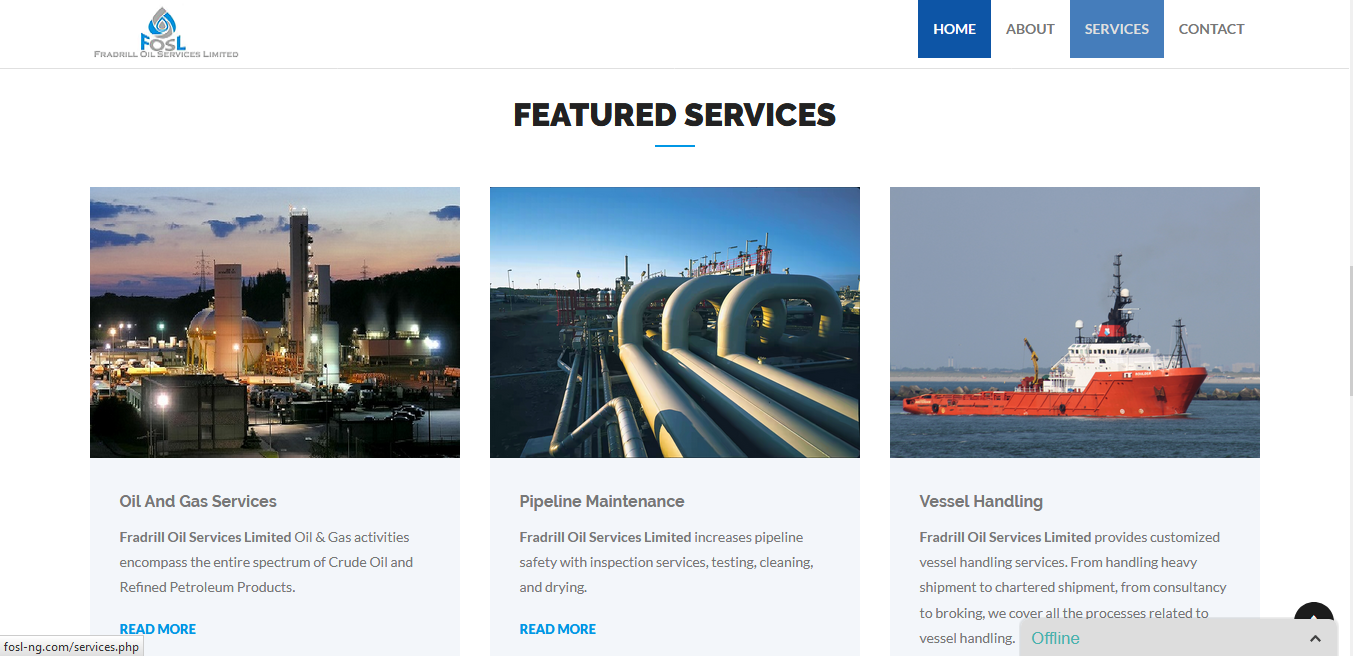 FOSL
FRADRILL OIL SERVICES LIMITED
HOME ABOUT SERVICES CONTACT
FEATURED SERVICES
Oil And Gas Services
Fradrill Oil Services Limited Oil & Gas activities
encompass the entire spectrum of Crude Oil and
Refined Petroleum Products.
READ MORE
Pipeline Maintenance
Fradrill Oil Services Limited increases pipeline
safety with inspection services, testing, cleaning,
and drying.
READ MORE
Vessel Handling
Fradrill Oil Services Limited provides customized
vessel handling services. From handling heavy
shipment to chartered shipment, from consultancy
to broking, we cover all the processes related to
vessel handling.
Offline
fosl-ng.com/services.php